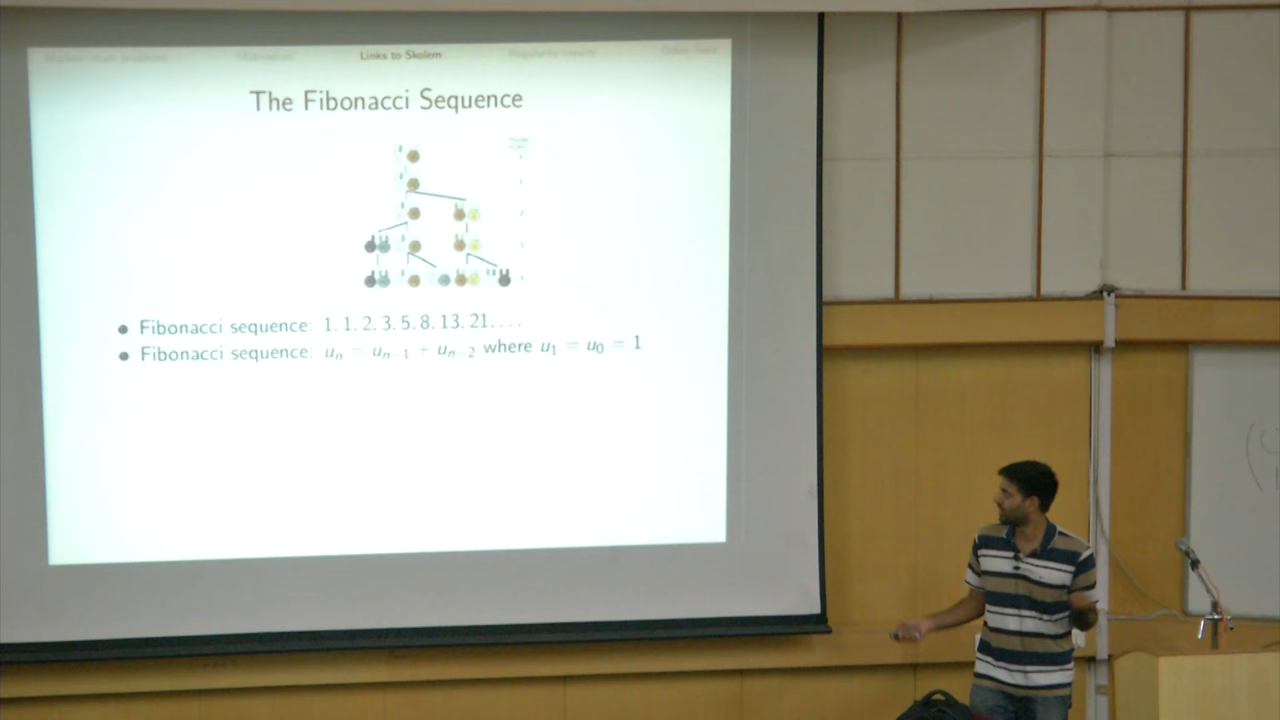 Links to Skolem
The Fibonacci Sequence
Fibonacci sequence: 1, 1, 2, 3, 5, 8, 13, 21, . . .
Fibonacci sequence: uₙ = uₙ₋₁ + uₙ₋₂ where u₁ = u₀ = 1